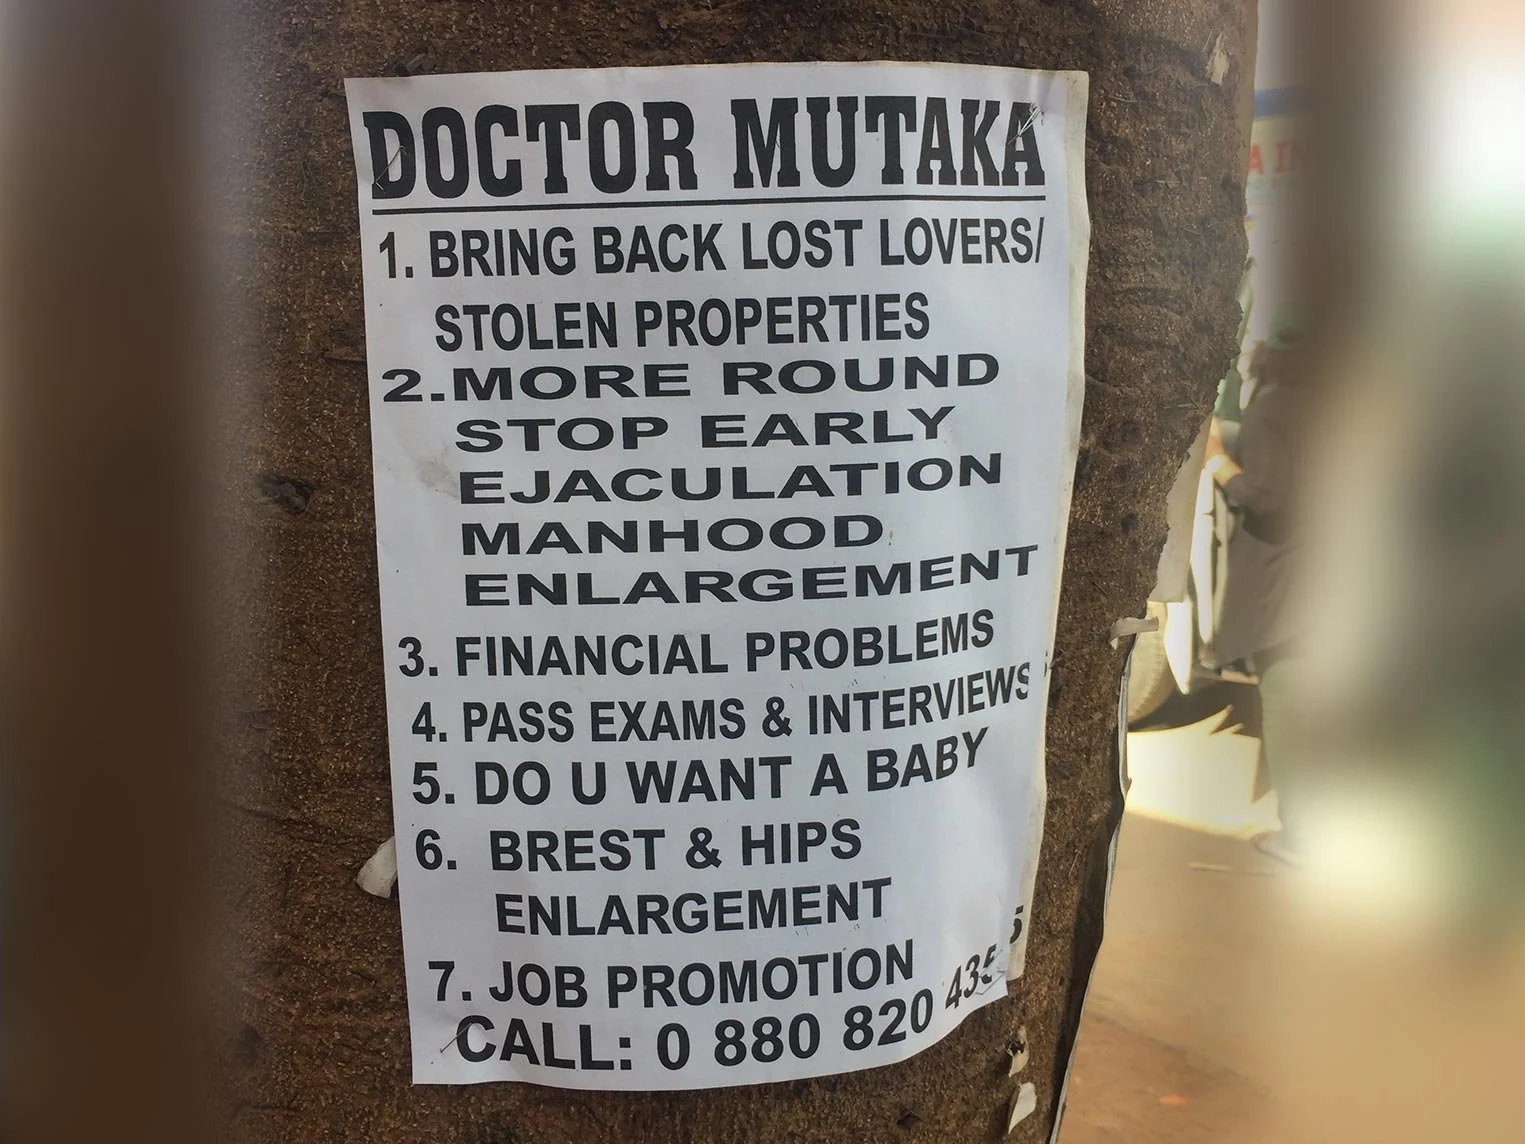 DOCTOR MUTAKA
1. BRING BACK LOST LOVERS/
STOLEN PROPERTIES
2.MORE ROUND
STOP EARLY
EJACULATION
MANHOOD
ENLARGEMENT
3. FINANCIAL PROBLEMS
4. PASS EXAMS & INTERVIEWS
5. DO U WANT A BABY
6. BREST & HIPS
ENLARGEMENT
7. JOB PROMOTION
CALL: 0 880 820 435